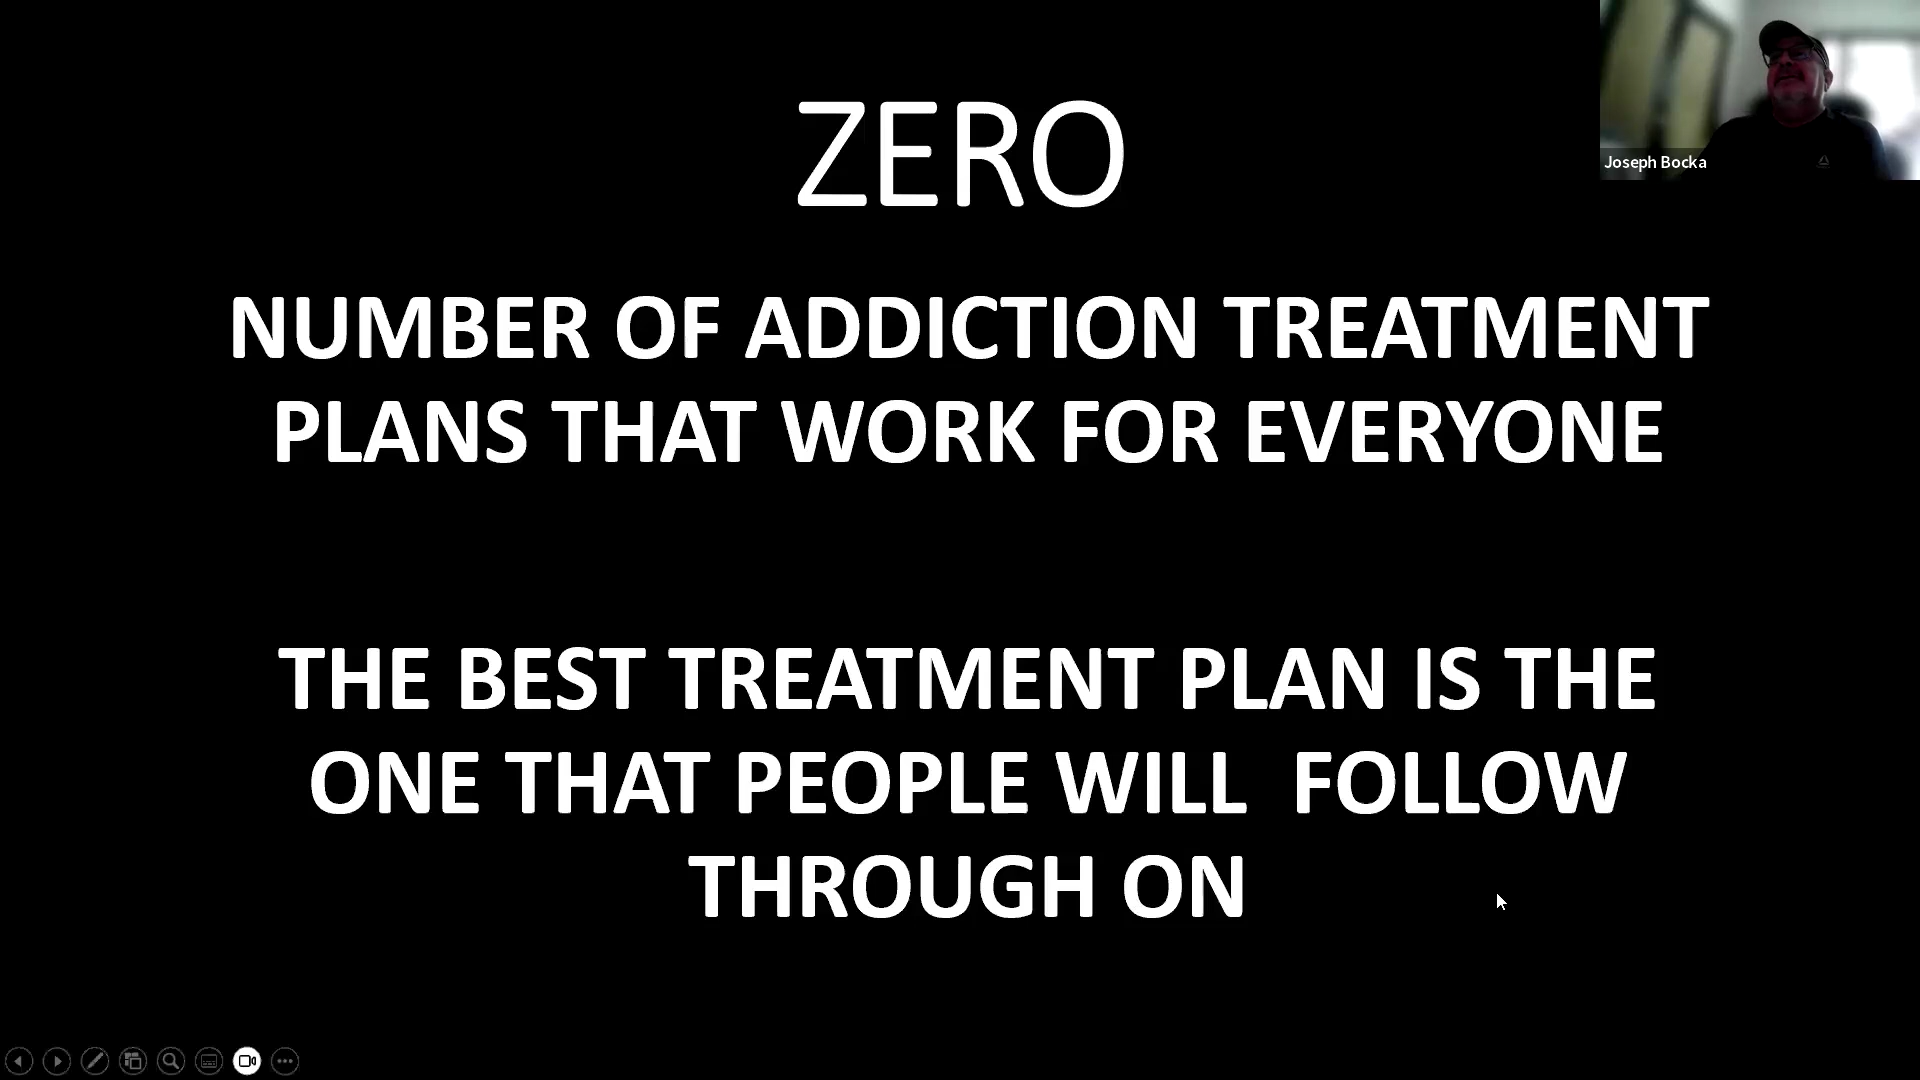 ZERO
NUMBER OF ADDICTION TREATMENT
PLANS THAT WORK FOR EVERYONE
THE BEST TREATMENT PLAN IS THE
ONE THAT PEOPLE WILL  FOLLOW
THROUGH ON
Joseph Bocka